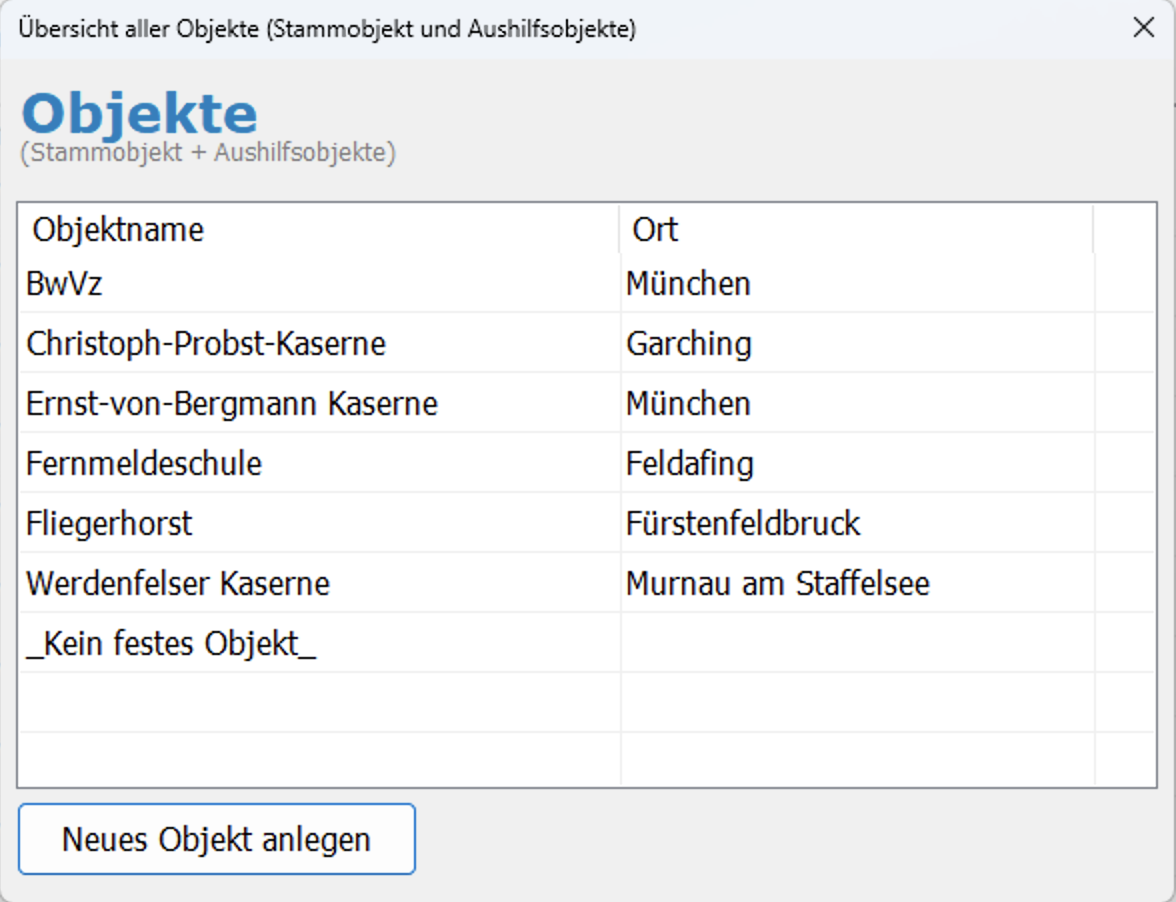 Übersicht aller Objekte (Stammobjekt und Aushilfsobjekte)
Objekte
(Stammobjekt + Aushilfsobjekte)
Objektname Ort
BwVz München
Christoph-Probst-Kaserne Garching
Ernst-von-Bergmann Kaserne München
Fernmeldeschule Feldafing
Fliegerhorst Fürstenfeldbruck
Werdenfelser Kaserne Murnau am Staffelsee
_Kein festes Objekt_
Neues Objekt anlegen